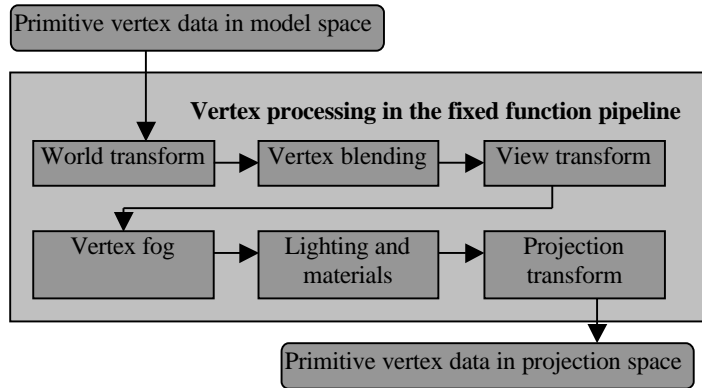 Primitive vertex data in model space
Vertex processing in the fixed function pipeline
World transform
Vertex blending
View transform
Vertex fog
Lighting and
materials
Projection
transform
Primitive vertex data in projection space